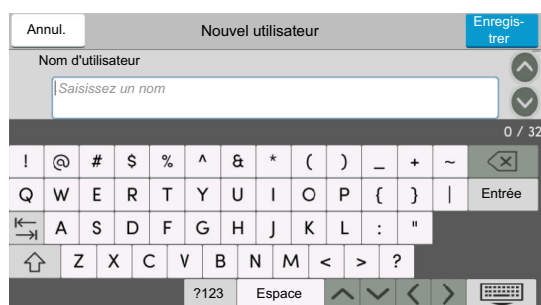 Annul.
Nouvel utilisateur
Enregis-
trer
Nom d'utilisateur
Saisissez un nom
0 / 32
! @ # $ % ^ & * ( ) _ + ~
Q W E R T Y U I O P { } | Entrée
A S D F G H J K L : "
Z X C V B N M < > ?
?123 Espace